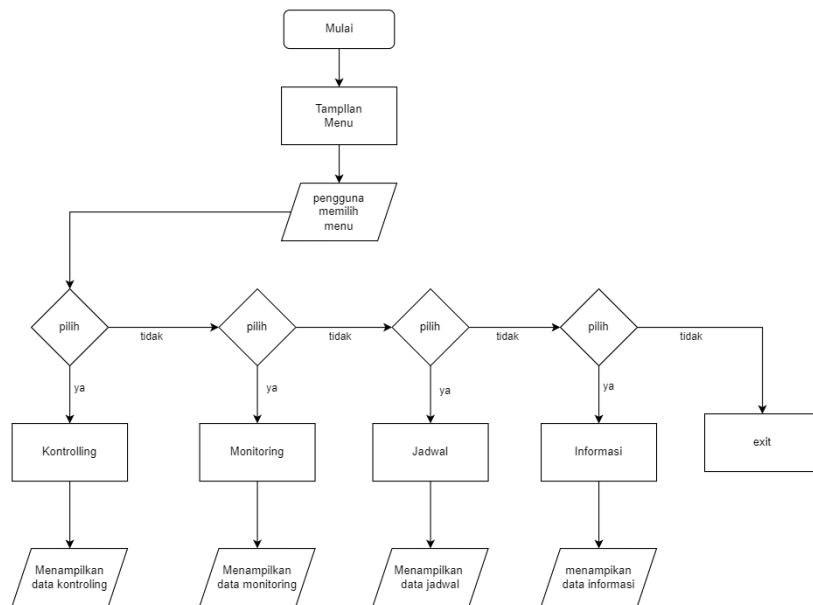 Mulai
Tampllan
Menu
pengguna
memilih
menu
pilih
tidak
pilih
tidak
pilih
tidak
pilih
tidak
ya
ya
ya
ya
Kontrolling
Monitoring
Jadwal
Informasi
exit
Menampilkan
data kontroling
Menampilkan
data monitoring
Menampilkan
data jadwal
menampikan
data informasi